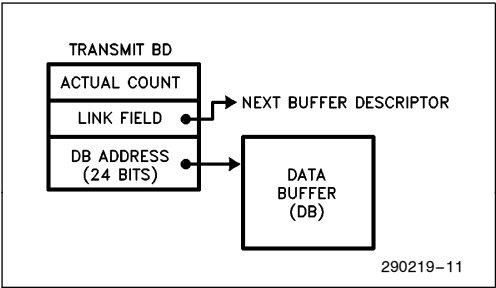 TRANSMIT BD
ACTUAL COUNT
LINK FIELD
NEXT BUFFER DESCRIPTOR
DB ADDRESS
(24 BITS)
DATA
BUFFER
(DB)
290219–11